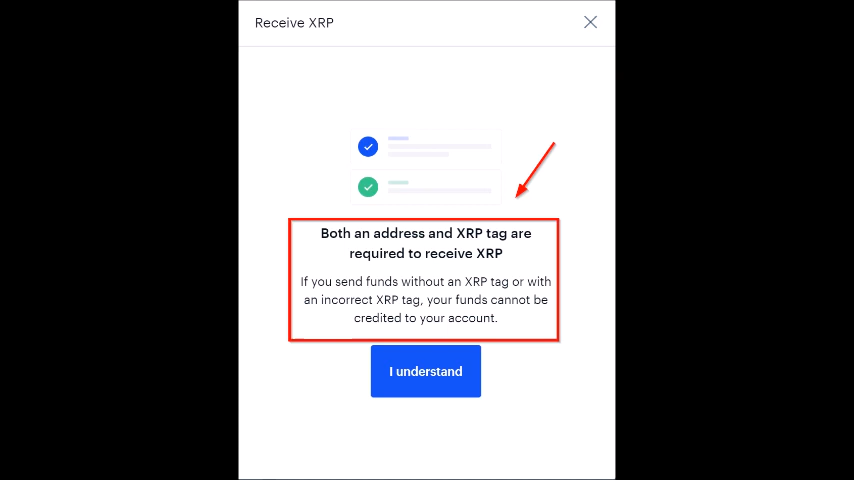 Receive XRP
Both an address and XRP tag are
required to receive XRP
If you send funds without an XRP tag or with
an incorrect XRP tag, your funds cannot be
credited to your account.
I understand